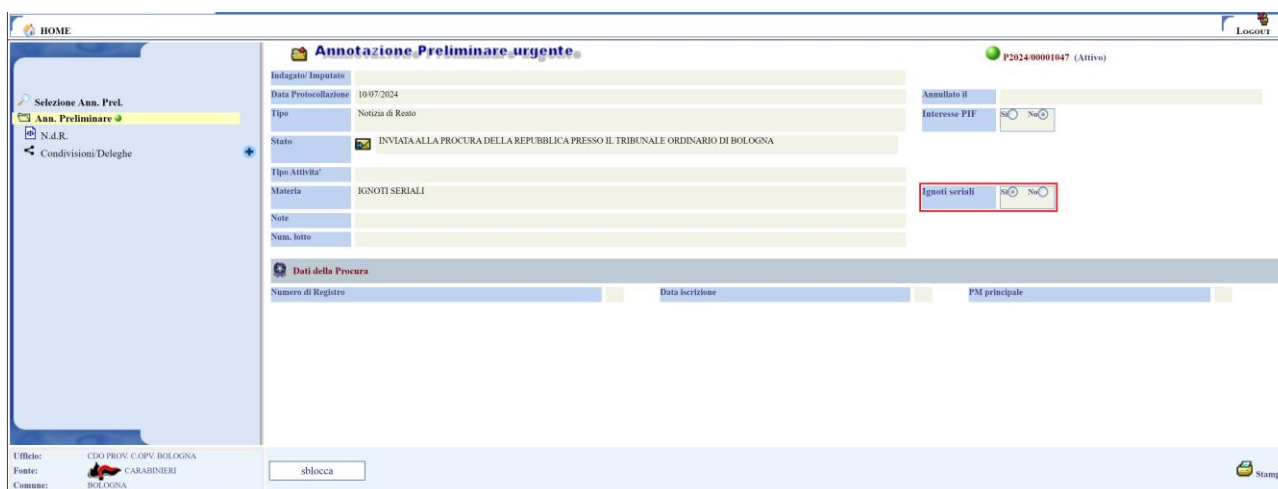 HOME
LOGOUT
Annotazione Preliminare urgente
P2024/00001047 (Attivo)
Indagato/ Imputato
Data Protocollazione 10/07/2024 Annullato il
Tipo Notizia di Reato Interesse PIF Si No
Stato INVIATA ALLA PROCURA DELLA REPUBBLICA PRESSO IL TRIBUNALE ORDINARIO DI BOLOGNA
Tipo Attivita'
Materia IGNOTI SERIALI Ignoti seriali Si No
Note
Num. lotto
Dati della Procura
Numero di Registro Data iscrizione PM principale
Selezione Ann. Prel.
Ann. Preliminare
N.d.R.
Condivisioni/Deleghe
Ufficio: CDO PROV. C.OPV. BOLOGNA
Fonte: CARABINIERI
Comune: BOLOGNA
sblocca
Stamp